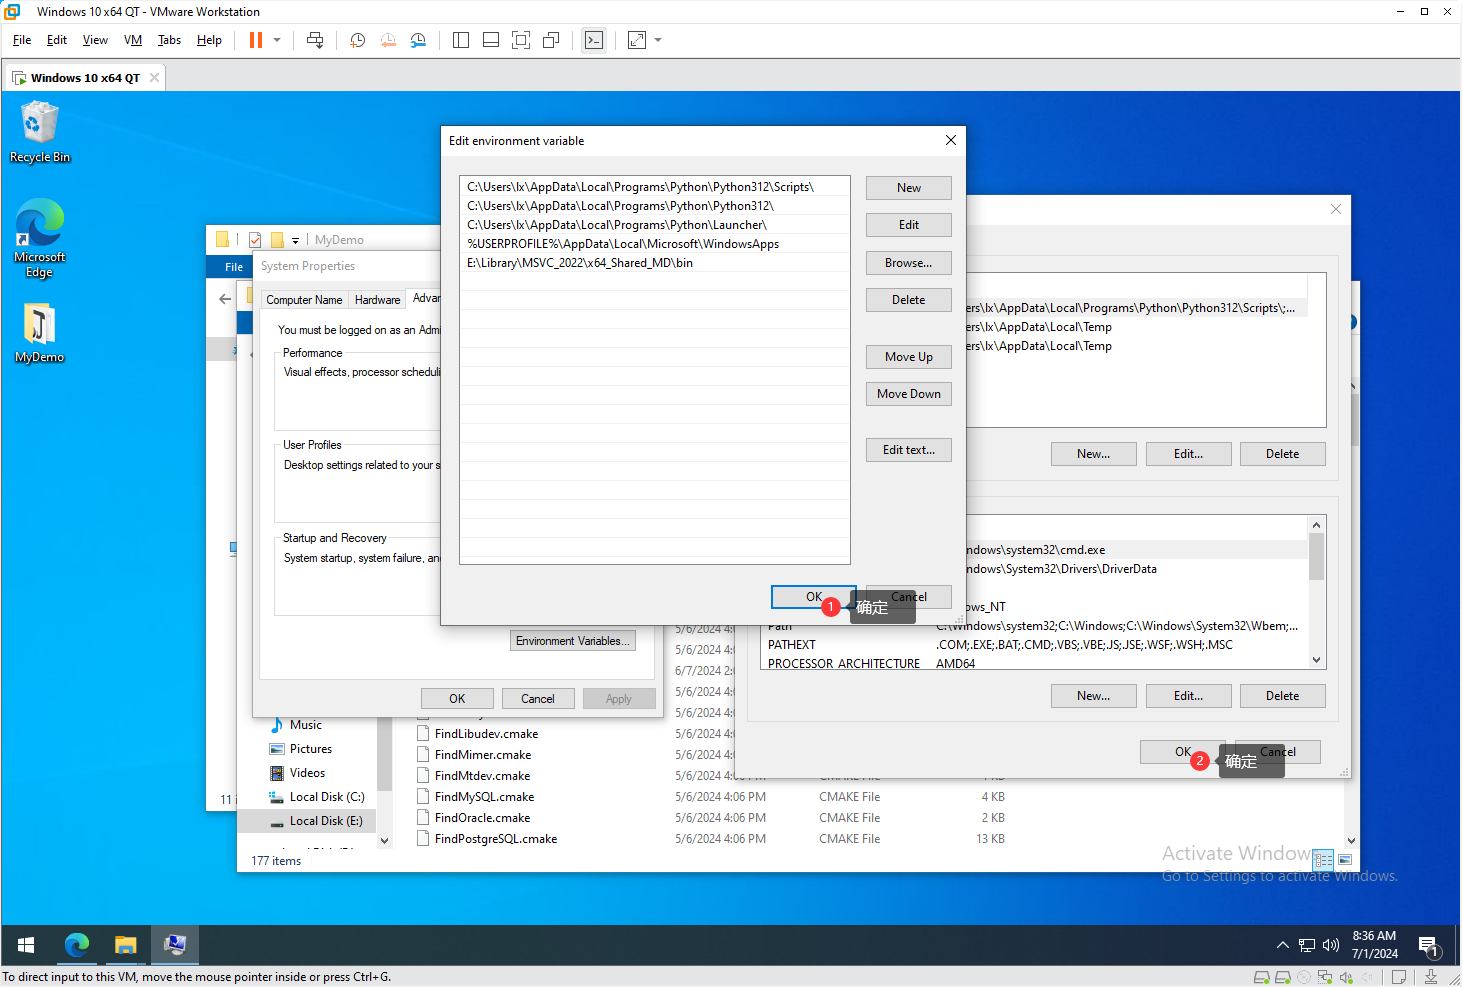 Windows 10 x64 QT - VMware Workstation
File Edit View VM Tabs Help
Windows 10 x64 QT
Recycle Bin
Microsoft
Edge
MyDemo
MyDemo
File
System Properties
Computer Name Hardware Advan
You must be logged on as an Admi
Performance
Visual effects, processor scheduli
User Profiles
Desktop settings related to your s
Startup and Recovery
System startup, system failure, an
Environment Variables...
OK Cancel Apply
Edit environment variable
C:\Users\lx\AppData\Local\Programs\Python\Python312\Scripts\
C:\Users\lx\AppData\Local\Programs\Python\Python312\
C:\Users\lx\AppData\Local\Programs\Python\Launcher\
%USERPROFILE%\AppData\Local\Microsoft\WindowsApps
E:\Library\MSVC_2022\x64_Shared_MD\bin
New
Edit
Browse...
Delete
Move Up
Move Down
Edit text...
OK Cancel
1 确定
ers\lx\AppData\Local\Programs\Python\Python312\Scripts\;...
ers\lx\AppData\Local\Temp
ers\lx\AppData\Local\Temp
New... Edit... Delete
ndows\system32\cmd.exe
ndows\System32\Drivers\DriverData
ows_NT
Path C:\Windows\system32;C:\Windows;C:\Windows\System32\Wbem;...
PATHEXT .COM;.EXE;.BAT;.CMD;.VBS;.VBE;.JS;.JSE;.WSF;.WSH;.MSC
PROCESSOR_ARCHITECTURE AMD64
New... Edit... Delete
OK Cancel
2 确定
5/6/2024 4:0
5/6/2024 4:0
6/7/2024 2:0
5/6/2024 4:0
5/6/2024 4:0
Music
Pictures
Videos
Local Disk (C:)
Local Disk (E:)
FindLibudev.cmake 5/6/2024 4:0
FindMimer.cmake 5/6/2024 4:0
FindMtdev.cmake 5/6/2024 4:06 PM CMAKE File
FindMySQL.cmake 5/6/2024 4:06 PM CMAKE File 4 KB
FindOracle.cmake 5/6/2024 4:06 PM CMAKE File 2 KB
FindPostgreSQL.cmake 5/6/2024 4:06 PM CMAKE File 13 KB
11
177 items
Activate Windows
Go to Settings to activate Windows.
8:36 AM
7/1/2024
1
To direct input to this VM, move the mouse pointer inside or press Ctrl+G.